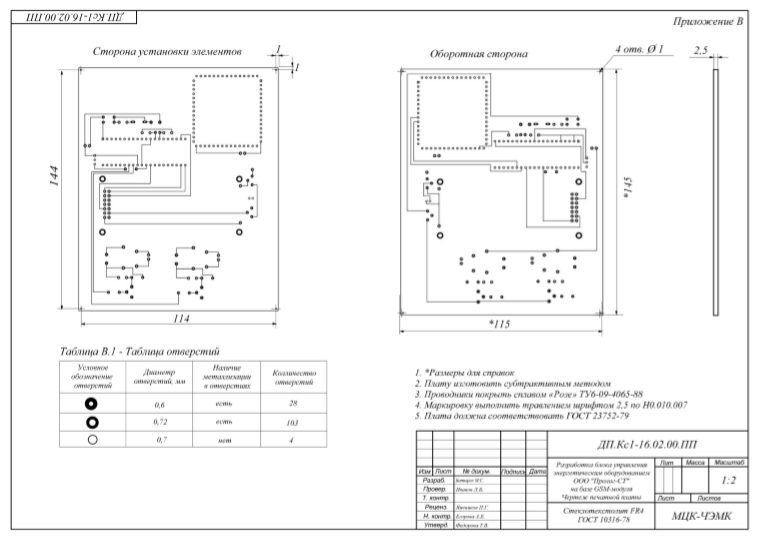 ДП.Кс1-16.02.00.ПП
Приложение В
Сторона установки элементов
1
1
144
114
Оборотная сторона
4 отв. Ø 1
2,5
*145
*115
Таблица В.1 - Таблица отверстий
Условное обозначение отверстий
Диаметр отверстий, мм
Наличие металлизации в отверстиях
Колличество отверстий
0,6 есть 28
0,72 есть 103
0,7 нет 4
1. *Размеры для справок
2. Плату изготовить субтрактивным методом
3. Проводники покрыть сплавом «Розе» ТУ6-09-4065-88
4. Маркировку выполнить травлением шрифтом 2,5 по Н0.010.007
5. Плата должна соответствовать ГОСТ 23752-79
ДП.Кс1-16.02.00.ПП
Изм Лист № докум. Подпись Дата
Разраб.
Провер.
Т. контр.
Реценз.
Н. контр.
Утверд.
Разработка блока управления
энергетическим оборудованием
ООО "Прогос-СТ"
на базе GSM-модуля
Чертеж печатной платы
Лит Масса Масштаб
1:2
Лист Листов
Стеклотекстолит FR4
ГОСТ 10316-78
МЦК-ЧЭМК